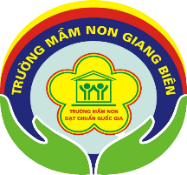 TRƯỜNG MẦM NON GIANG BIÊN
TRƯỜNG MẦM NON
ĐẠT CHUẨN QUỐC GIA